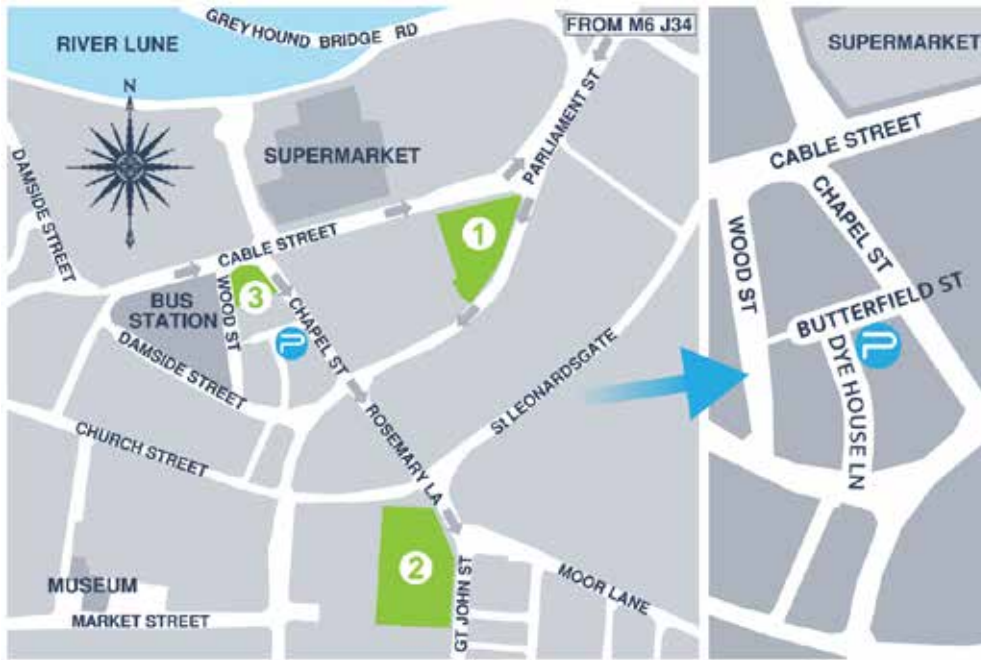 GREYHOUND BRIDGE RD
FROM M6 J34
RIVER LUNE
N
PARLIAMENT ST
SUPERMARKET
DAMSIDE STREET
1
CABLE STREET
3
BUS
STATION
WOOD ST
CHAPEL ST
DAMSIDE STREET
St LEONARDSGATE
CHURCH STREET
ROSEMARY LA
2
MUSEUM
MOOR LANE
MARKET STREET
GT JOHN ST
SUPERMARKET
CABLE STREET
CHAPEL ST
WOOD ST
BUTTERFIELD ST
DYE HOUSE LN